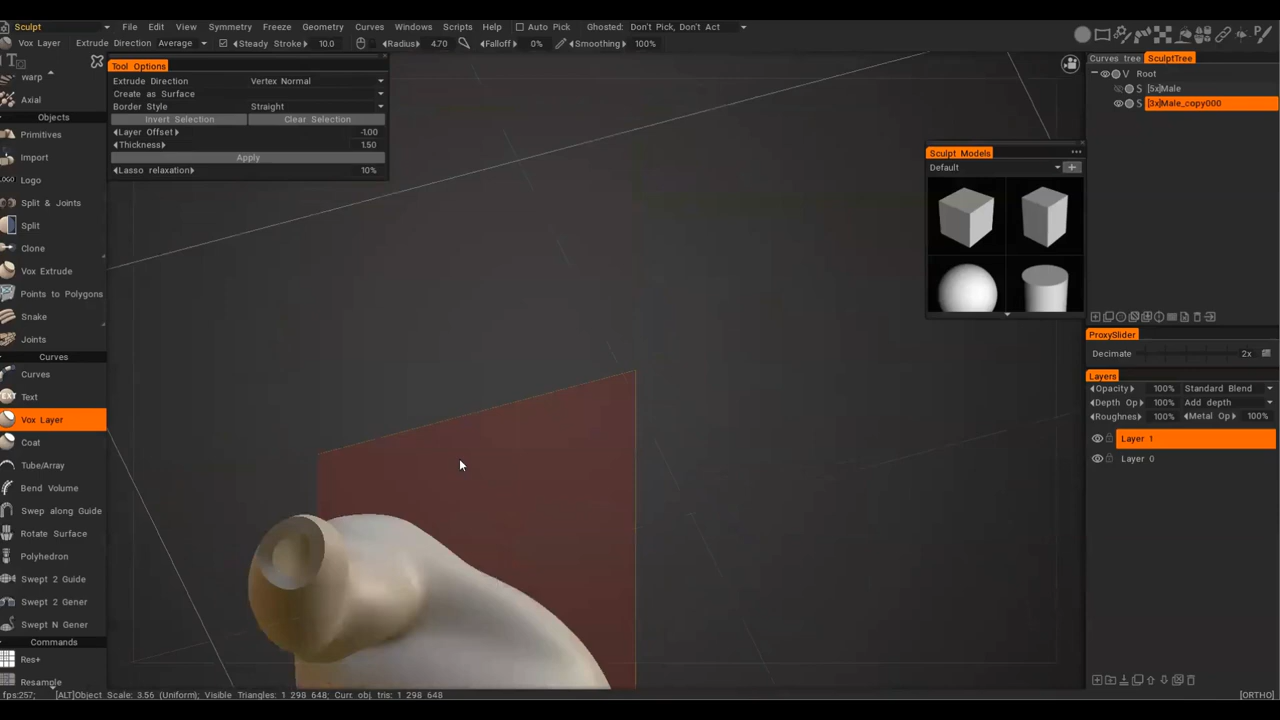 Sculpt File Edit View Symmetry Freeze Geometry Curves Windows Scripts Help Auto Pick Ghosted: Don't Pick, Don't Act
Vox Layer Extrude Direction Average Steady Stroke 10.0 Radius 4.70 Falloff 0% Smoothing 100%
Tool Options
Extrude Direction Vertex Normal
Create as Surface
Border Style Straight
Invert Selection Clear Selection
Layer Offset -1.00
Thickness 1.50
Apply
Lasso relaxation 10%
Warp
Axial
Objects
Primitives
Import
LOGO Logo
Split & Joints
Split
Clone
Vox Extrude
Points to Polygons
Snake
Joints
Curves
Curves
TEXT Text
Vox Layer
Coat
Tube/Array
Bend Volume
Swep along Guide
Rotate Surface
Polyhedron
Swept 2 Guide
Swept 2 Gener
Swept N Gener
Commands
Res+
Resample
Sculpt Models
Default
Curves tree SculptTree
V Root
S [5x]Male
S [3x]Male_copy000
ProxySlider
Decimate 2x
Layers
Opacity 100% Standard Blend
Depth Op 100% Add depth
Roughness 100% Metal Op 100%
Layer 1
Layer 0
fps:257; [ALT]Object Scale: 3.56 (Uniform), Visible Triangles: 1 298 648; Curr. obj. tris: 1 298 648 [ORTHO]